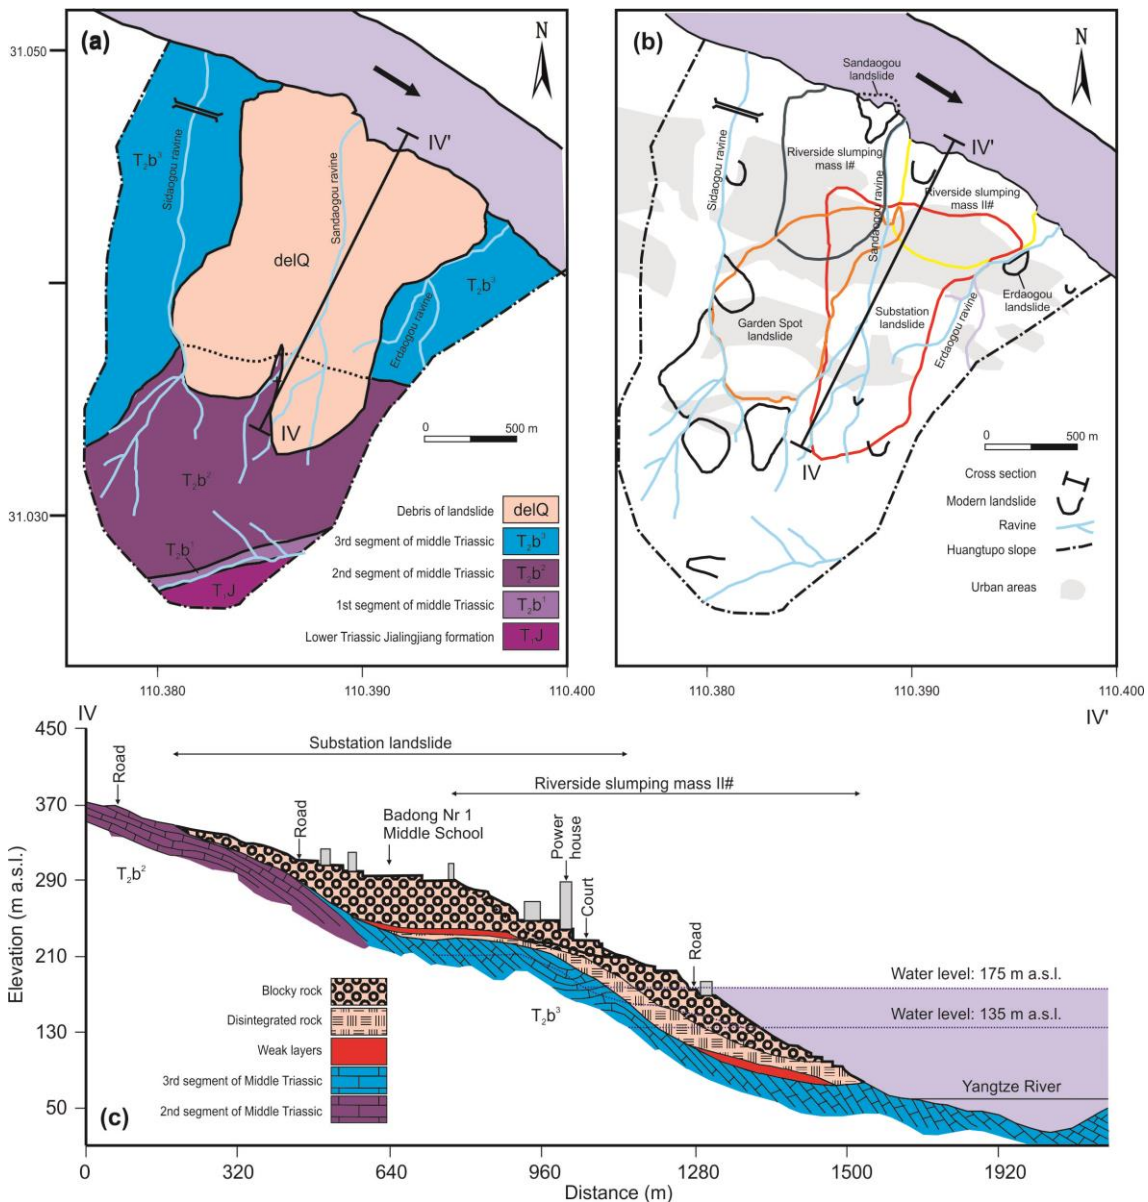 (a)
N
31.050
31.030
IV'
IV
T₂b³
Sidaogou ravine
Sandaogou ravine
delQ
T₂b³
Erdaogou ravine
T₂b²
T₂b¹
T₁J
0 500 m
Debris of landslide delQ
3rd segment of middle Triassic T₂b³
2nd segment of middle Triassic T₂b²
1st segment of middle Triassic T₂b¹
Lower Triassic Jialingjiang formation T₁J
110.380 110.390 110.400
(b)
N
Sandaogou
landslide
IV'
Riverside slumping
mass I#
Riverside slumping
mass II#
Sidaogou ravine
Sandaogou ravine
Erdaogou
landslide
Substation
landslide
Garden Spot
landslide
Erdaogou ravine
IV
0 500 m
Cross section
Modern landslide
Ravine
Huangtupo slope
Urban areas
110.380 110.390 110.400
IV IV'
450
370
290
210
130
50
Elevation (m a.s.l.)
Substation landslide
Riverside slumping mass II#
Road
Road
Badong Nr 1
Middle School
Power
house
Court
Road
T₂b²
T₂b³
Water level: 175 m a.s.l.
Water level: 135 m a.s.l.
Yangtze River
Blocky rock
Disintegrated rock
Weak layers
3rd segment of Middle Triassic
2nd segment of Middle Triassic
(c)
0 320 640 960 1280 1500 1920
Distance (m)